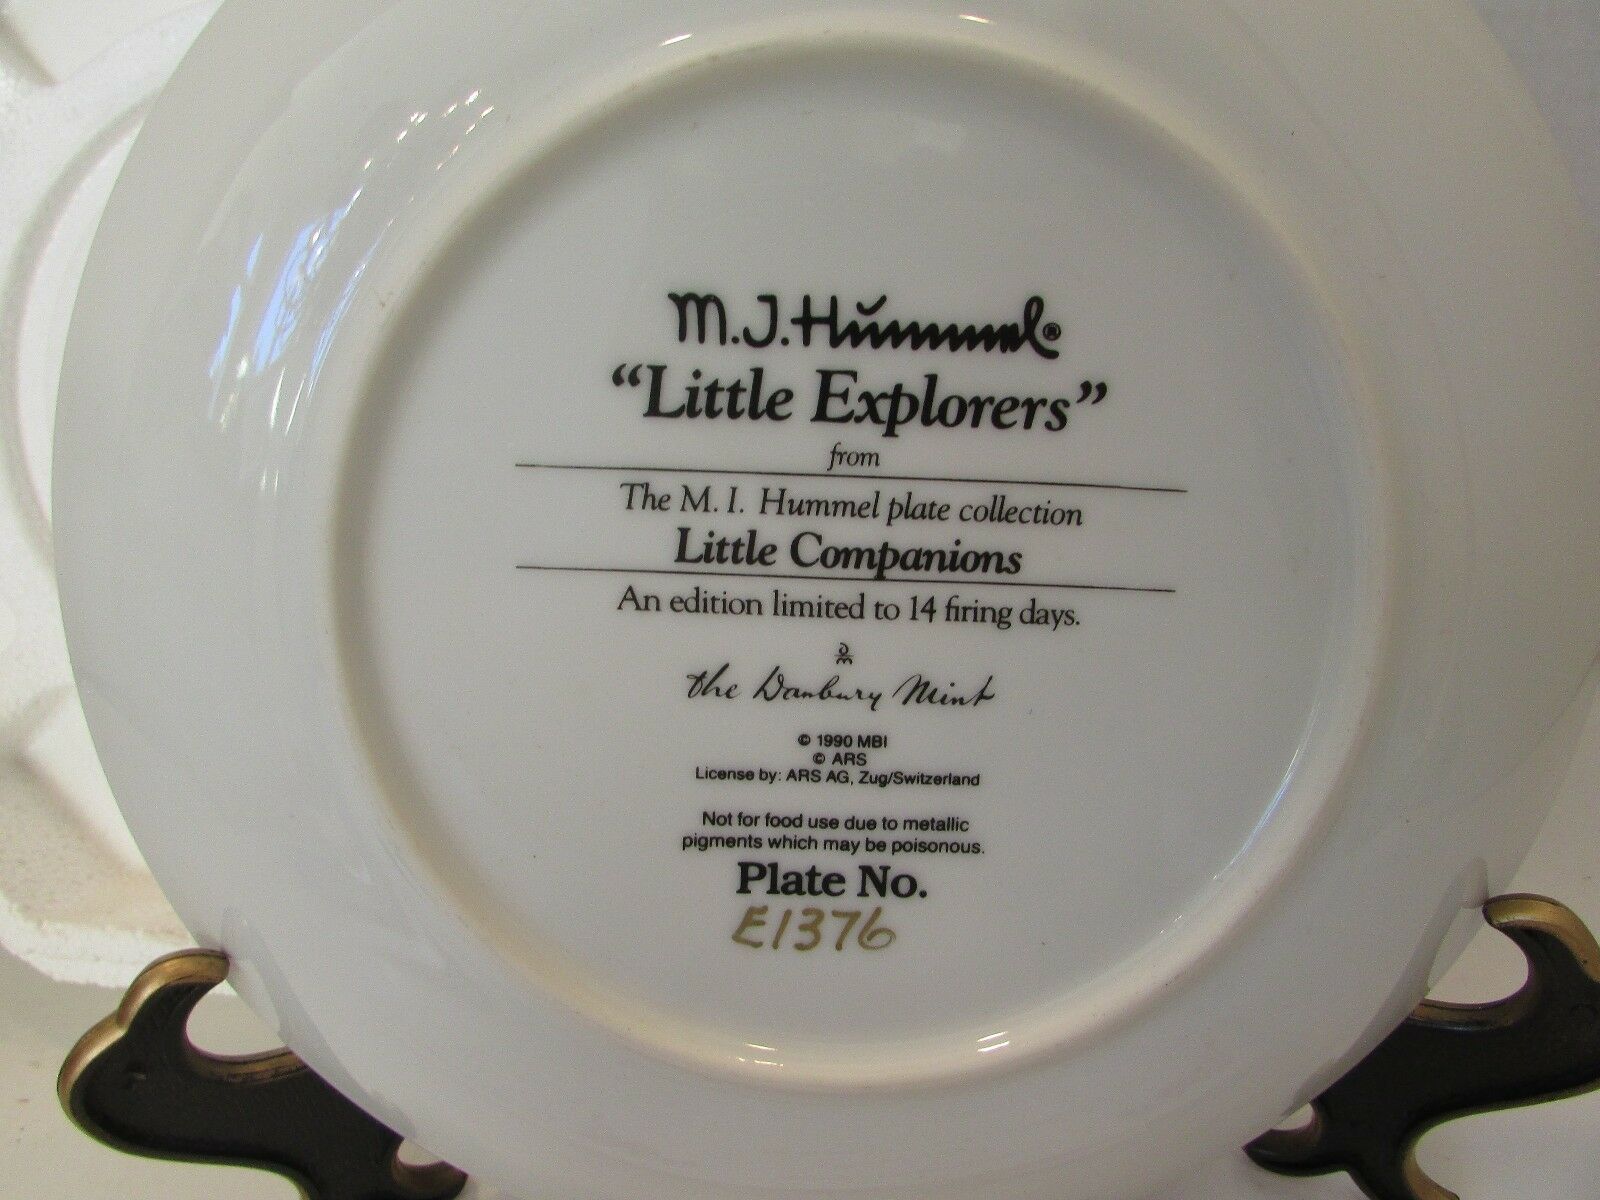 M.J. Hummel®
“Little Explorers”
from
The M. I. Hummel plate collection
Little Companions
An edition limited to 14 firing days.
DM
the Danbury Mint
© 1990 MBI
© ARS
License by: ARS AG, Zug/Switzerland
Not for food use due to metallic
pigments which may be poisonous.
Plate No.
E1376